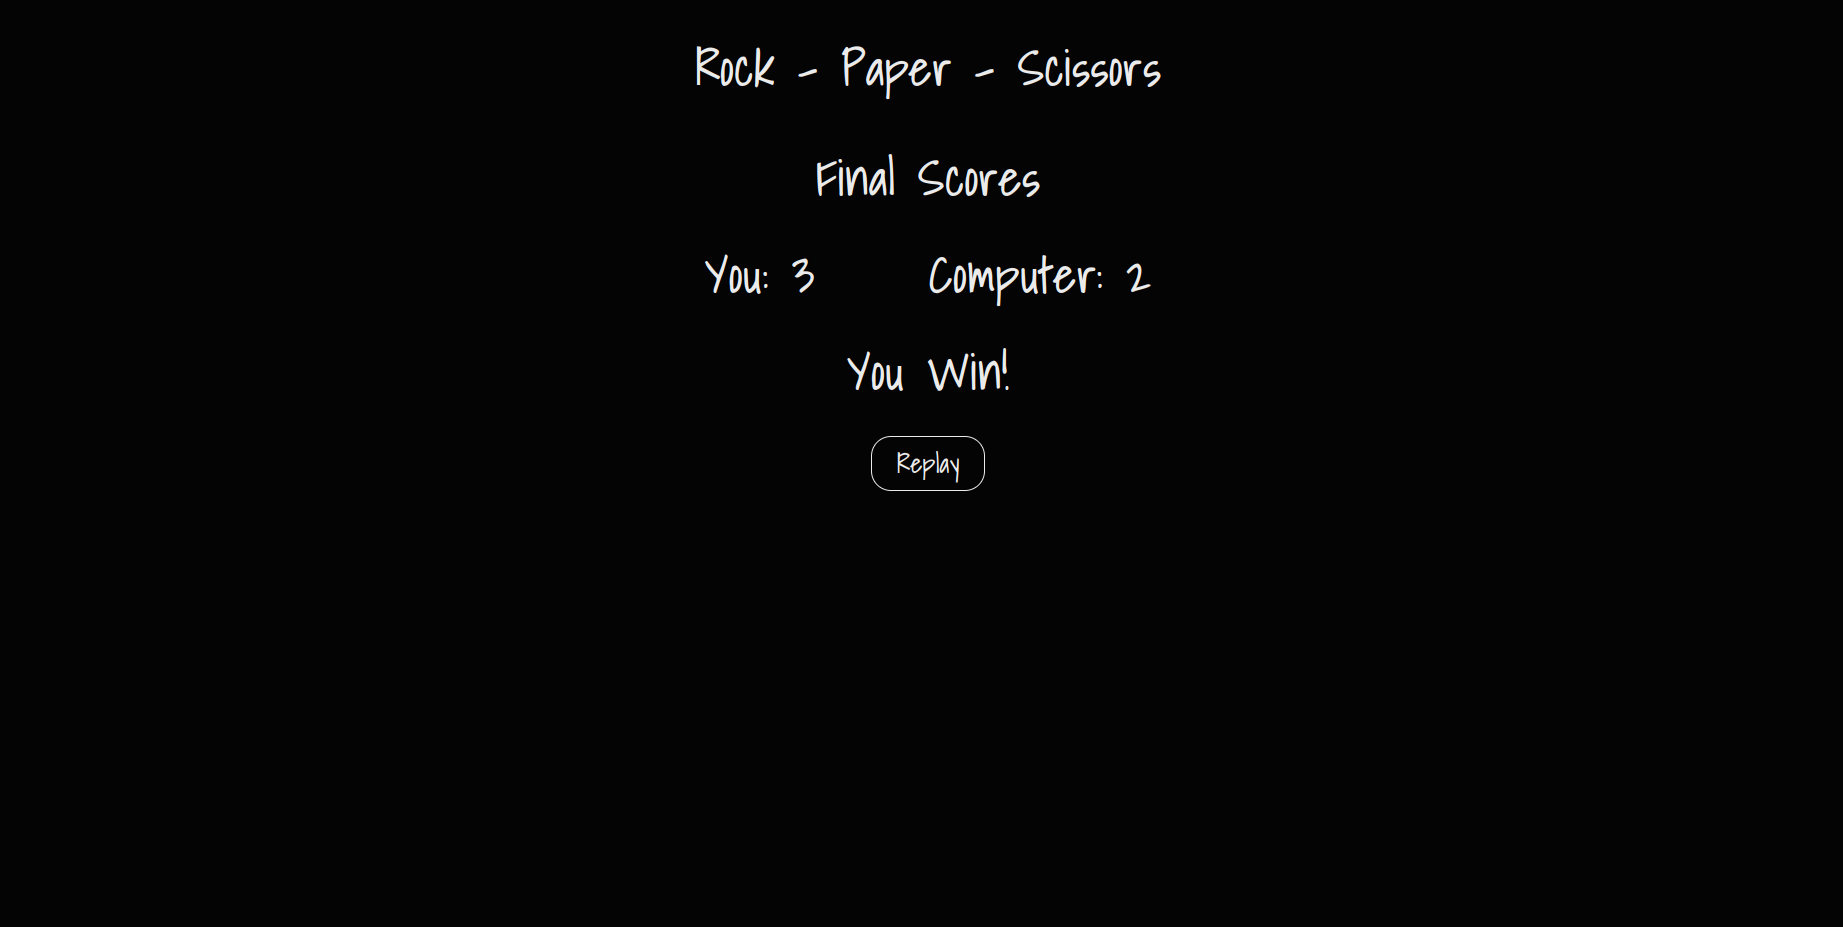 Rock - Paper - Scissors
Final Scores
You: 3 Computer: 2
You Win!
Replay